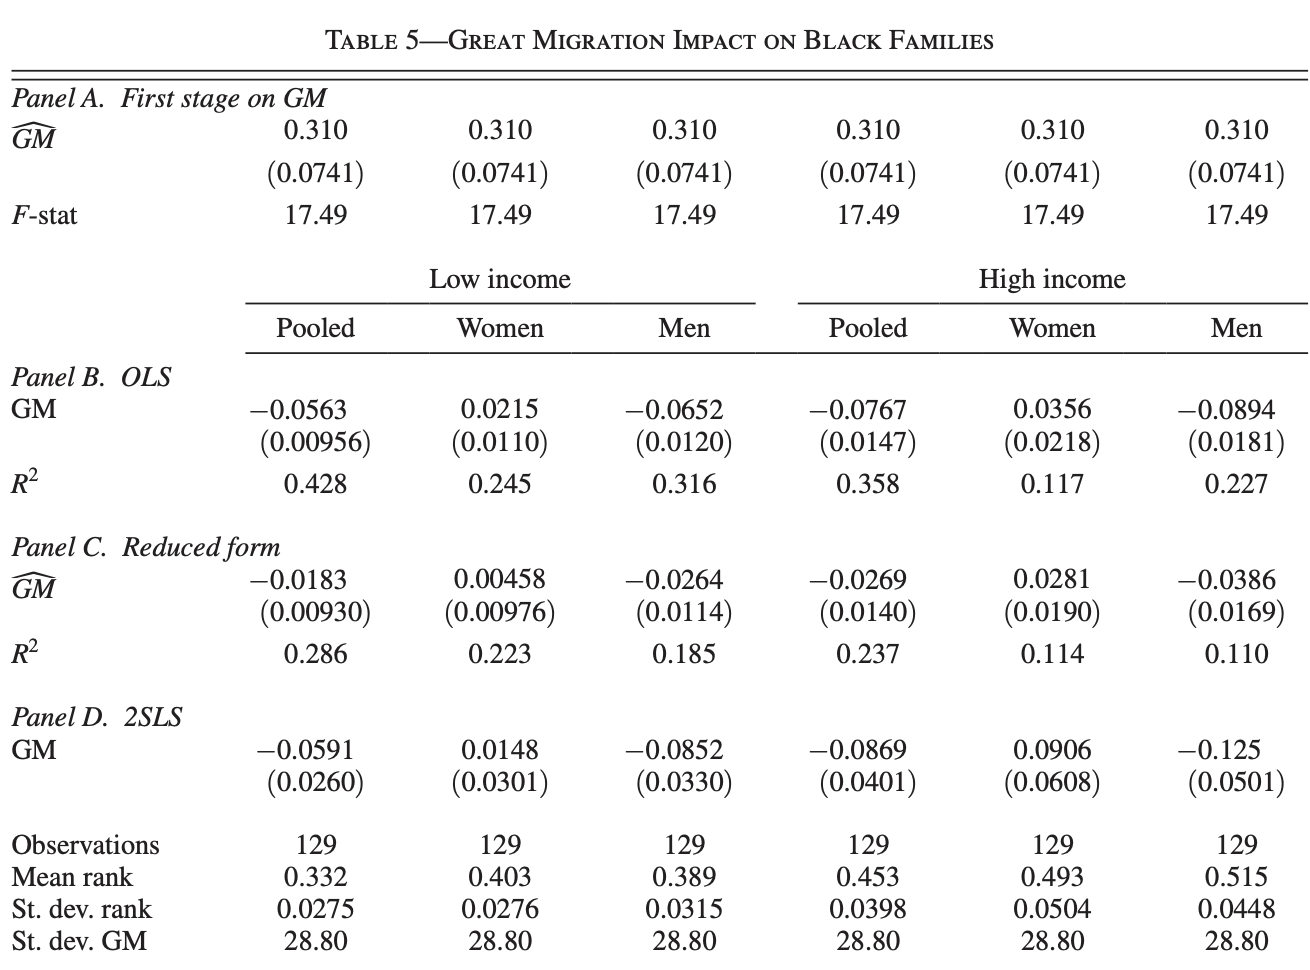 TABLE 5—GREAT MIGRATION IMPACT ON BLACK FAMILIES
Panel A. First stage on GM
\widehat{GM} 0.310 0.310 0.310 0.310 0.310 0.310
(0.0741) (0.0741) (0.0741) (0.0741) (0.0741) (0.0741)
F-stat 17.49 17.49 17.49 17.49 17.49 17.49
Low income High income
Pooled Women Men Pooled Women Men
Panel B. OLS
GM −0.0563 0.0215 −0.0652 −0.0767 0.0356 −0.0894
(0.00956) (0.0110) (0.0120) (0.0147) (0.0218) (0.0181)
R² 0.428 0.245 0.316 0.358 0.117 0.227
Panel C. Reduced form
\widehat{GM} −0.0183 0.00458 −0.0264 −0.0269 0.0281 −0.0386
(0.00930) (0.00976) (0.0114) (0.0140) (0.0190) (0.0169)
R² 0.286 0.223 0.185 0.237 0.114 0.110
Panel D. 2SLS
GM −0.0591 0.0148 −0.0852 −0.0869 0.0906 −0.125
(0.0260) (0.0301) (0.0330) (0.0401) (0.0608) (0.0501)
Observations 129 129 129 129 129 129
Mean rank 0.332 0.403 0.389 0.453 0.493 0.515
St. dev. rank 0.0275 0.0276 0.0315 0.0398 0.0504 0.0448
St. dev. GM 28.80 28.80 28.80 28.80 28.80 28.80